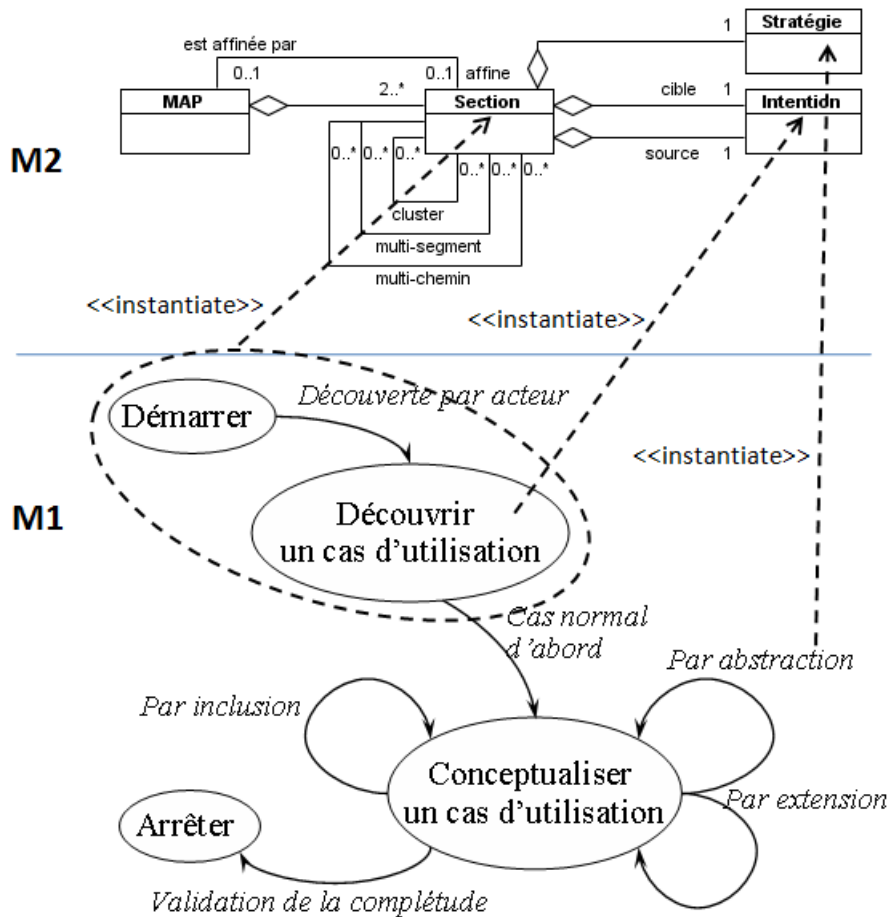 1
Stratégie
est affinée par
0..1
0..1
affine
2..*
cible
1
MAP
Section
Intention
M2
source
1
0..*
0..*
0..*
0..*
0..*
0..*
cluster
multi-segment
multi-chemin
<<instantiate>>
<<instantiate>>
Découverte par acteur
Démarrer
<<instantiate>>
M1
Découvrir
un cas d'utilisation
Cas normal
d'abord
Par abstraction
Par inclusion
Conceptualiser
un cas d'utilisation
Par extension
Arrêter
Validation de la complétude